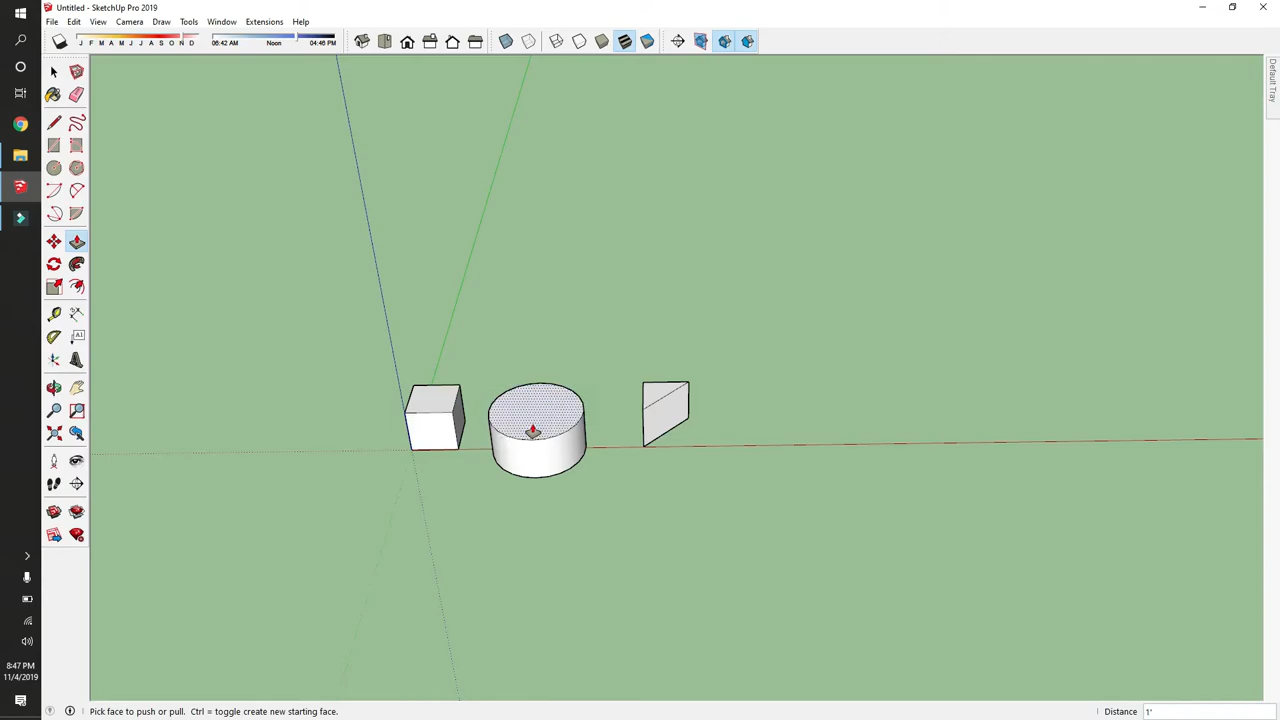 Untitled - SketchUp Pro 2019
File Edit View Camera Draw Tools Window Extensions Help
J F M A M J J A S O N D 06:42 AM Noon 04:46 PM
Default Tray
A1
8:47 PM
11/4/2019
Pick face to push or pull. Ctrl = toggle create new starting face.
Distance 1'